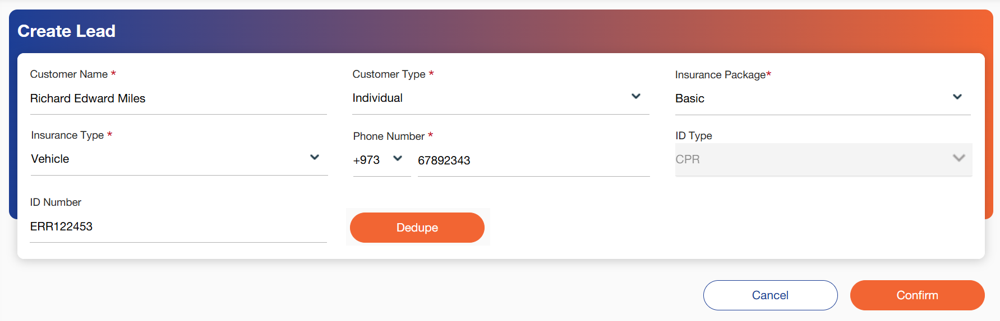 Create Lead
Customer Name *
Customer Type *
Insurance Package*
Richard Edward Miles
Individual
Basic
Insurance Type *
Phone Number *
ID Type
Vehicle
+973
67892343
CPR
ID Number
ERR122453
Dedupe
Cancel
Confirm